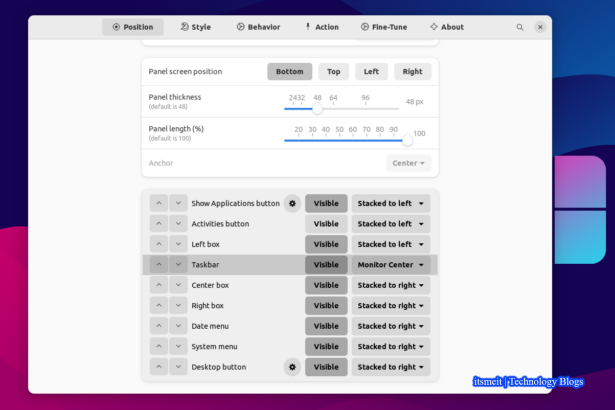 Position Style Behavior Action Fine-Tune About
Panel screen position Bottom Top Left Right
Panel thickness
(default is 48)
24 32 48 64 96
48 px
Panel length (%)
(default is 100)
20 30 40 50 60 70 80 90 100
Anchor Center
Show Applications button Visible Stacked to left
Activities button Visible Stacked to left
Left box Visible Stacked to left
Taskbar Visible Monitor Center
Center box Visible Stacked to right
Right box Visible Stacked to right
Date menu Visible Stacked to right
System menu Visible Stacked to right
Desktop button Visible Stacked to right
itsmeit | Technology Blogs